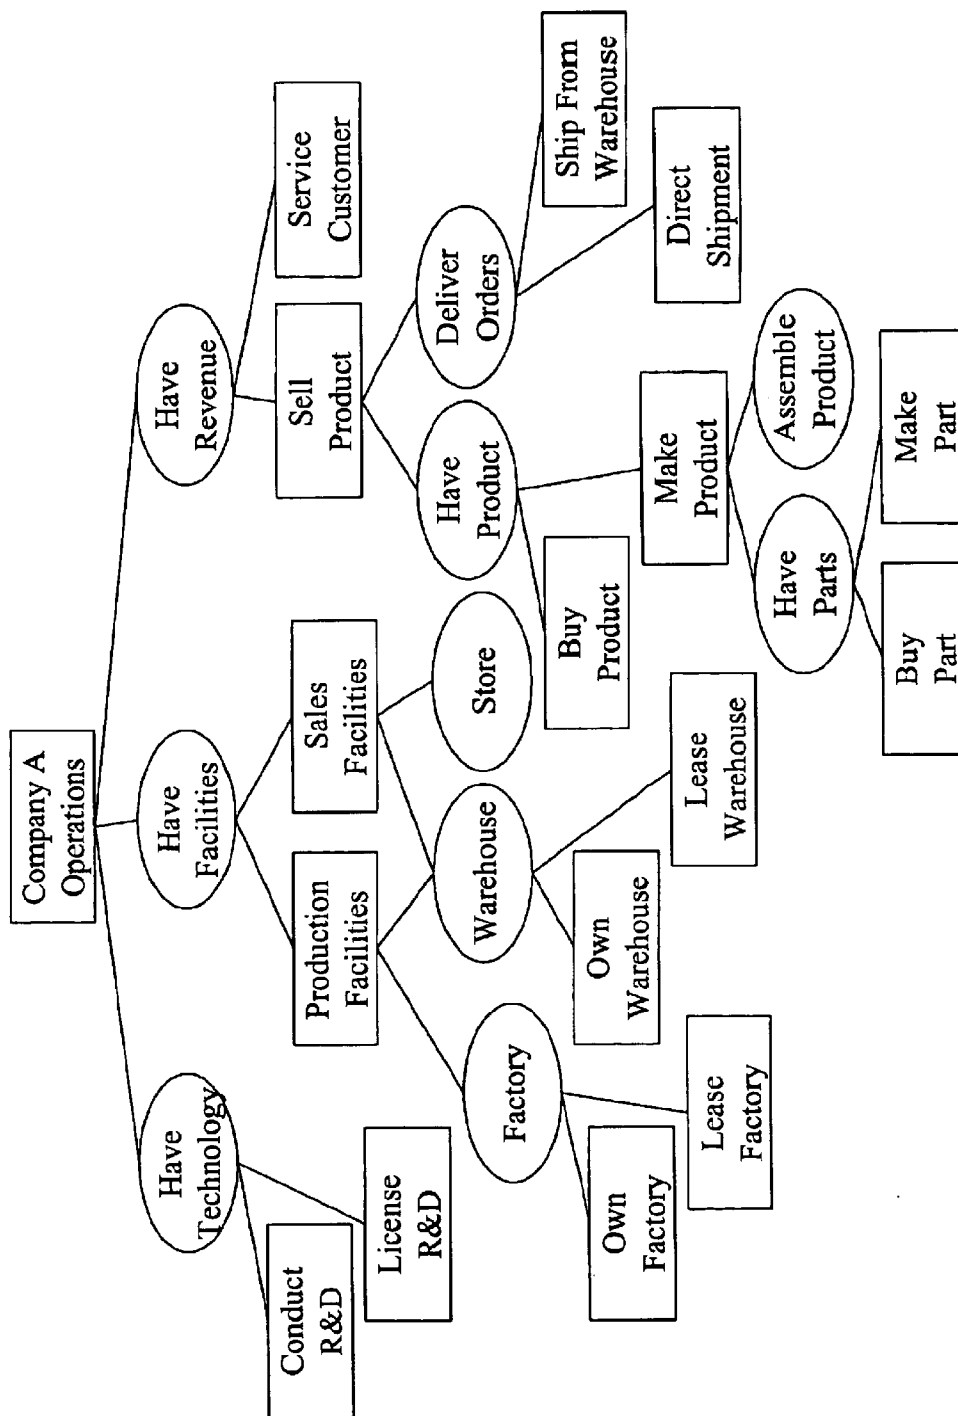 Company A
Operations
Have
Technology
Have
Facilities
Have
Revenue
Conduct
R&D
License
R&D
Production
Facilities
Sales
Facilities
Sell
Product
Service
Customer
Factory
Warehouse
Store
Have
Product
Deliver
Orders
Own
Factory
Lease
Factory
Own
Warehouse
Lease
Warehouse
Buy
Product
Make
Product
Direct
Shipment
Ship From
Warehouse
Have
Parts
Assemble
Product
Buy
Part
Make
Part